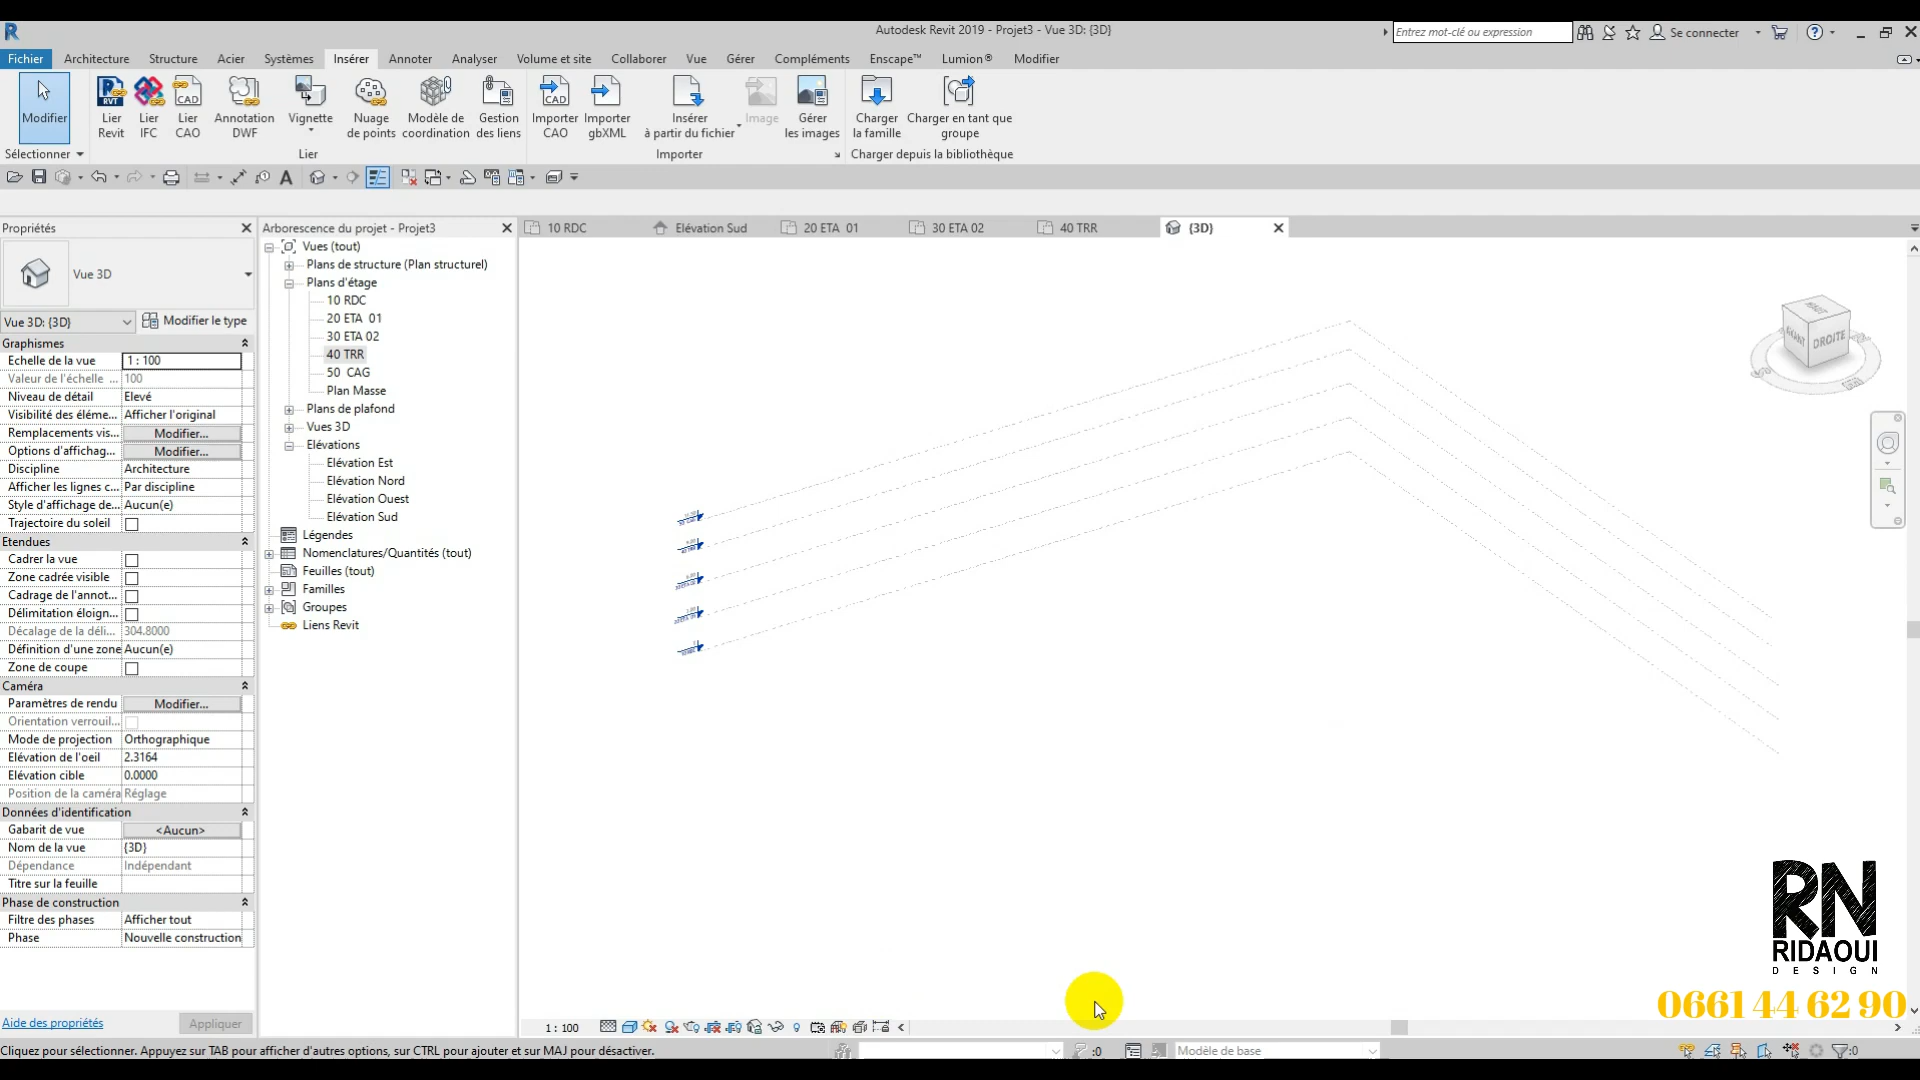 Autodesk Revit 2019 - Projet3 - Vue 3D: {3D}
Entrez mot-clé ou expression
Se connecter
Fichier Architecture Structure Acier Systèmes Insérer Annoter Analyser Volume et site Collaborer Vue Gérer Compléments Enscape™ Lumion® Modifier
Modifier
Lier Revit
Lier IFC
Lier CAO
Annotation DWF
Vignette
Nuage de points
Modèle de coordination
Gestion des liens
Importer CAO
Importer gbXML
Insérer à partir du fichier
Image
Gérer les images
Charger la famille
Charger en tant que groupe
Sélectionner
Lier
Importer
Charger depuis la bibliothèque
Propriétés
Vue 3D
Vue 3D: {3D}
Modifier le type
Graphismes
Echelle de la vue 1 : 100
Valeur de l'échelle ... 100
Niveau de détail Elevé
Visibilité des éléme... Afficher l'original
Remplacements vis... Modifier...
Options d'affichag... Modifier...
Discipline Architecture
Afficher les lignes c... Par discipline
Style d'affichage de... Aucun(e)
Trajectoire du soleil
Etendues
Cadrer la vue
Zone cadrée visible
Cadrage de l'annot...
Délimitation éloign...
Décalage de la déli... 304.8000
Définition d'une zone Aucun(e)
Zone de coupe
Caméra
Paramètres de rendu Modifier...
Orientation verrouil...
Mode de projection Orthographique
Elévation de l'oeil 2.3164
Elévation cible 0.0000
Position de la caméra Réglage
Données d'identification
Gabarit de vue <Aucun>
Nom de la vue {3D}
Dépendance Indépendant
Titre sur la feuille
Phase de construction
Filtre des phases Afficher tout
Phase Nouvelle construction
Aide des propriétés
Appliquer
Arborescence du projet - Projet3
Vues (tout)
Plans de structure (Plan structurel)
Plans d'étage
10 RDC
20 ETA 01
30 ETA 02
40 TRR
50 CAG
Plan Masse
Plans de plafond
Vues 3D
Elévations
Elévation Est
Elévation Nord
Elévation Ouest
Elévation Sud
Légendes
Nomenclatures/Quantités (tout)
Feuilles (tout)
Familles
Groupes
Liens Revit
10 RDC
Elévation Sud
20 ETA 01
30 ETA 02
40 TRR
{3D}
HAUT
AVANT
DROITE
RN
RIDAOUI
DESIGN
0661 44 62 90
1 : 100
Cliquez pour sélectionner. Appuyez sur TAB pour afficher d'autres options, sur CTRL pour ajouter et sur MAJ pour désactiver.
:0
Modèle de base
:0